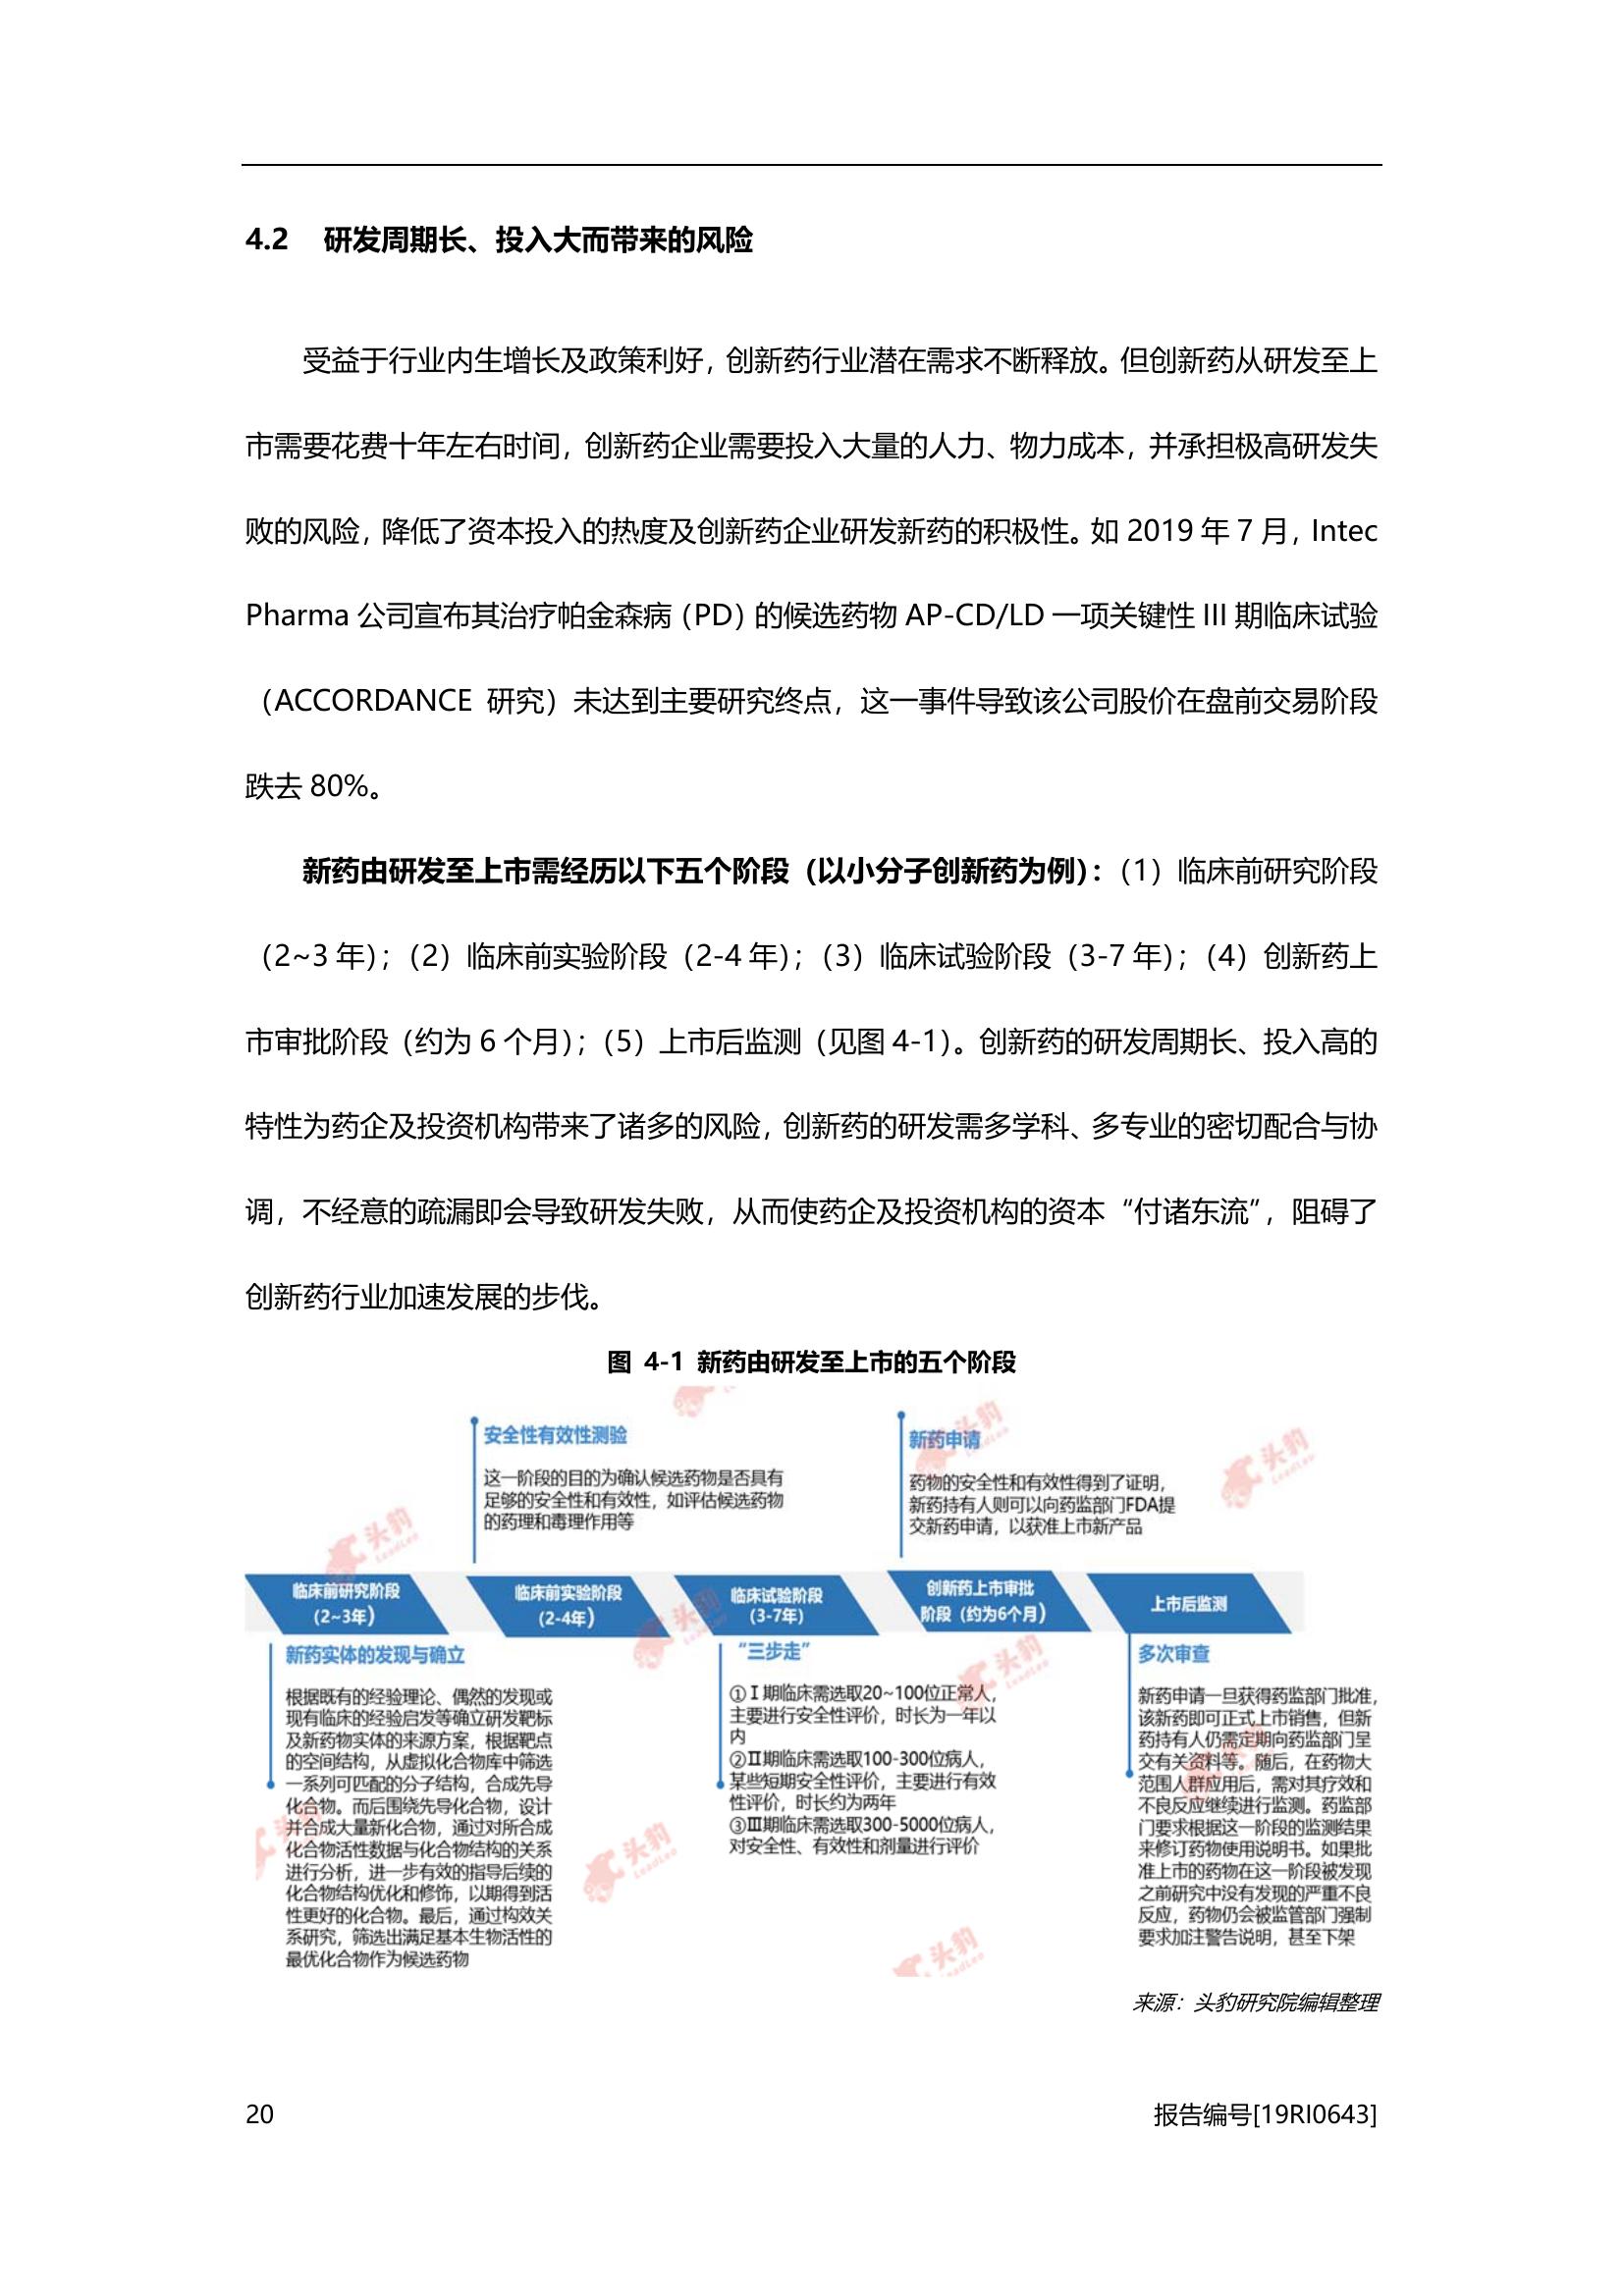 4.2 研发周期长、投入大而带来的风险
受益于行业内生增长及政策利好，创新药行业潜在需求不断释放。但创新药从研发至上
市需要花费十年左右时间，创新药企业需要投入大量的人力、物力成本，并承担极高研发失
败的风险，降低了资本投入的热度及创新药企业研发新药的积极性。如 2019 年 7 月，Intec
Pharma 公司宣布其治疗帕金森病（PD）的候选药物 AP-CD/LD 一项关键性 III 期临床试验
（ACCORDANCE 研究）未达到主要研究终点，这一事件导致该公司股价在盘前交易阶段
跌去 80%。
新药由研发至上市需经历以下五个阶段（以小分子创新药为例）：（1）临床前研究阶段
（2~3 年）；（2）临床前实验阶段（2-4 年）；（3）临床试验阶段（3-7 年）；（4）创新药上
市审批阶段（约为 6 个月）；（5）上市后监测（见图 4-1）。创新药的研发周期长、投入高的
特性为药企及投资机构带来了诸多的风险，创新药的研发需多学科、多专业的密切配合与协
调，不经意的疏漏即会导致研发失败，从而使药企及投资机构的资本“付诸东流”，阻碍了
创新药行业加速发展的步伐。
图 4-1 新药由研发至上市的五个阶段
安全性有效性测验
这一阶段的目的为确认候选药物是否具有
足够的安全性和有效性，如评估候选药物
的药理和毒理作用等
新药申请
药物的安全性和有效性得到了证明，
新药持有人则可以向药监部门FDA提
交新药申请，以获准上市新产品
临床前研究阶段
（2~3年）
临床前实验阶段
（2-4年）
临床试验阶段
（3-7年）
创新药上市审批
阶段（约为6个月）
上市后监测
新药实体的发现与确立
根据既有的经验理论、偶然的发现或
现有临床的经验启发等确立研发靶标
及新药物实体的来源方案，根据靶点
的空间结构，从虚拟化合物库中筛选
一系列可匹配的分子结构，合成先导
化合物。而后围绕先导化合物，设计
并合成大量新化合物，通过对所合成
化合物活性数据与化合物结构的关系
进行分析，进一步有效的指导后续的
化合物结构优化和修饰，以期得到活
性更好的化合物。最后，通过构效关
系研究，筛选出满足基本生物活性的
最优化合物作为候选药物
“三步走”
①Ⅰ期临床需选取20~100位正常人，
主要进行安全性评价，时长为一年以
内
②Ⅱ期临床需选取100-300位病人，
某些短期安全性评价，主要进行有效
性评价，时长约为两年
③Ⅲ期临床需选取300-5000位病人，
对安全性、有效性和剂量进行评价
多次审查
新药申请一旦获得药监部门批准，
该新药即可正式上市销售，但新
药持有人仍需定期向药监部门呈
交有关资料等。随后，在药物大
范围人群应用后，需对其疗效和
不良反应继续进行监测。药监部
门要求根据这一阶段的监测结果
来修订药物使用说明书。如果批
准上市的药物在这一阶段被发现
之前研究中没有发现的严重不良
反应，药物仍会被监管部门强制
要求加注警告说明，甚至下架
头豹
LeadLeo
来源：头豹研究院编辑整理
20
报告编号[19RI0643]